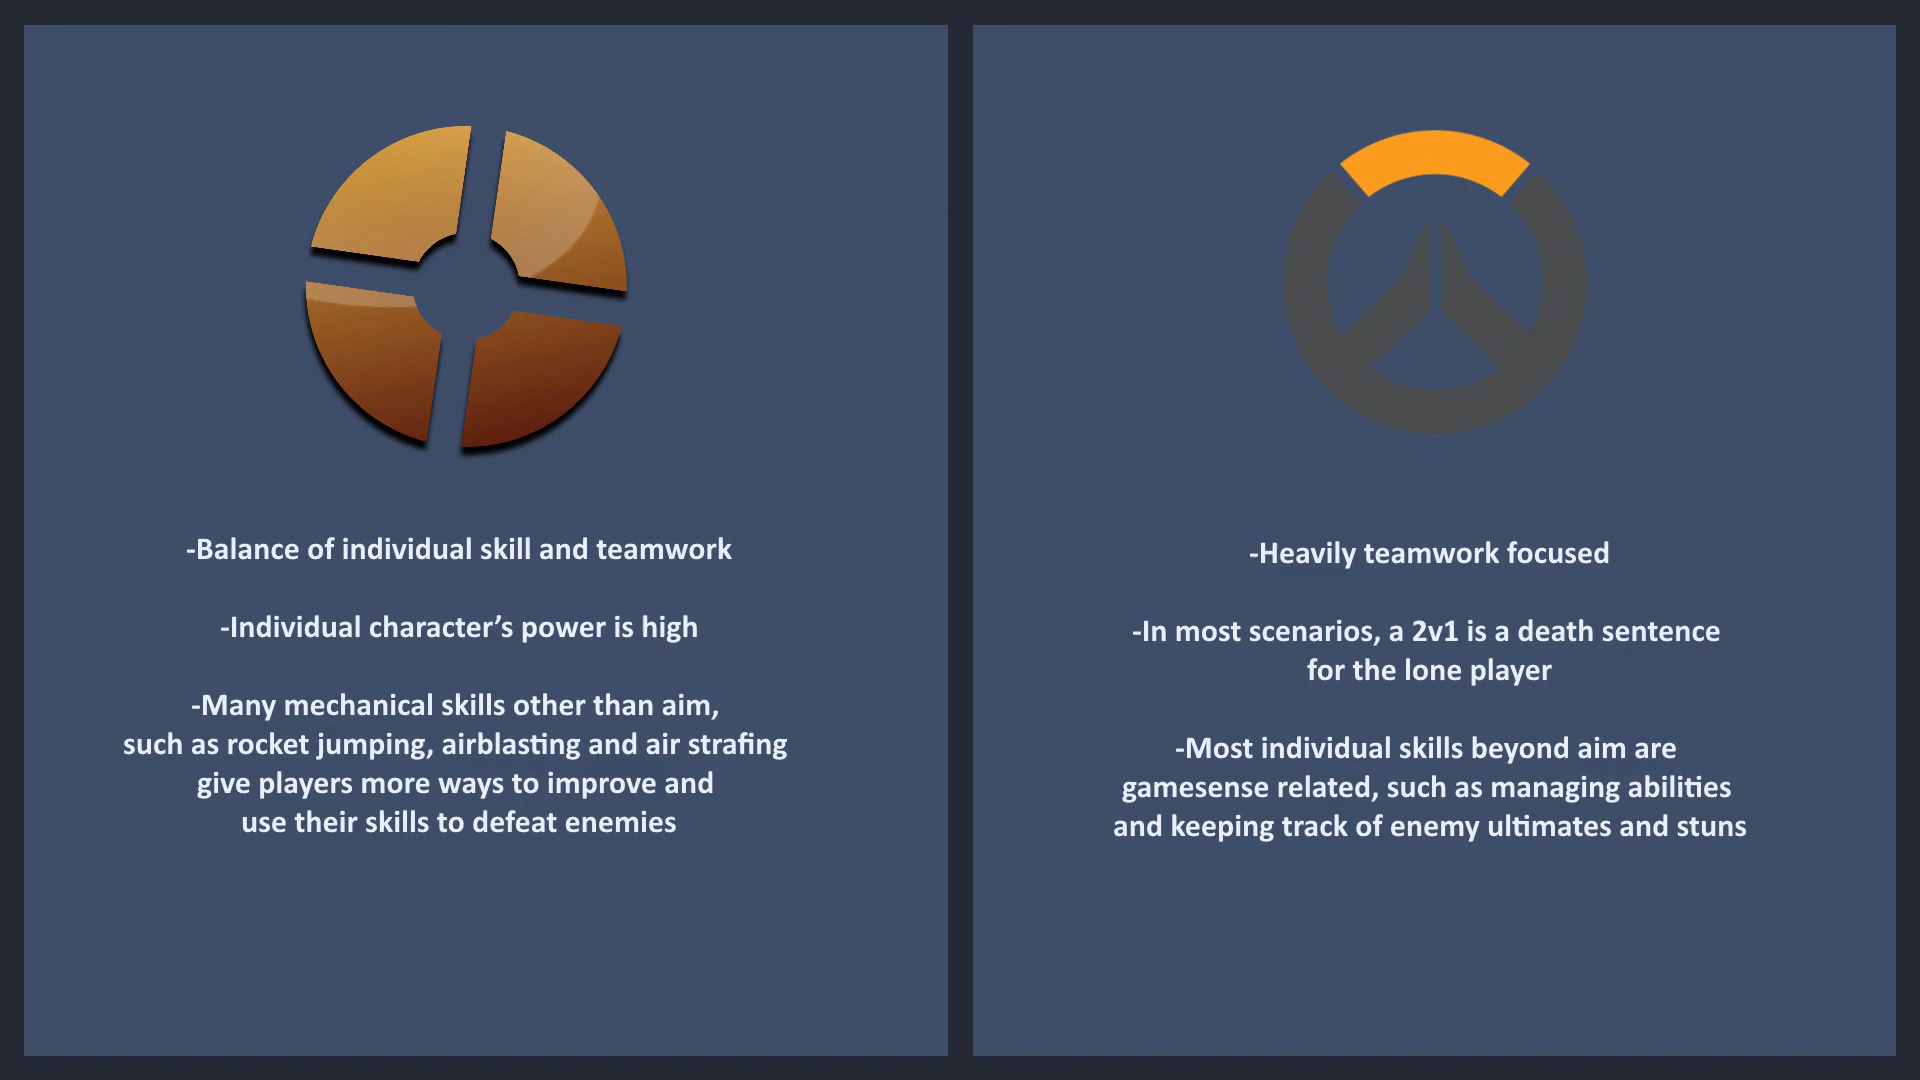 -Balance of individual skill and teamwork
-Individual character’s power is high
-Many mechanical skills other than aim,
such as rocket jumping, airblasting and air strafing
give players more ways to improve and
use their skills to defeat enemies
-Heavily teamwork focused
-In most scenarios, a 2v1 is a death sentence
for the lone player
-Most individual skills beyond aim are
gamesense related, such as managing abilities
and keeping track of enemy ultimates and stuns